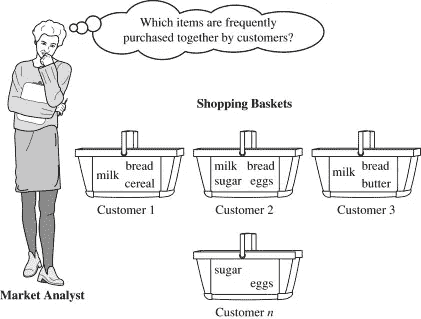 Which items are frequently
purchased together by customers?
Shopping Baskets
milk bread
cereal
milk bread
sugar eggs
milk bread
butter
Customer 1
Customer 2
Customer 3
sugar
eggs
Market Analyst
Customer n